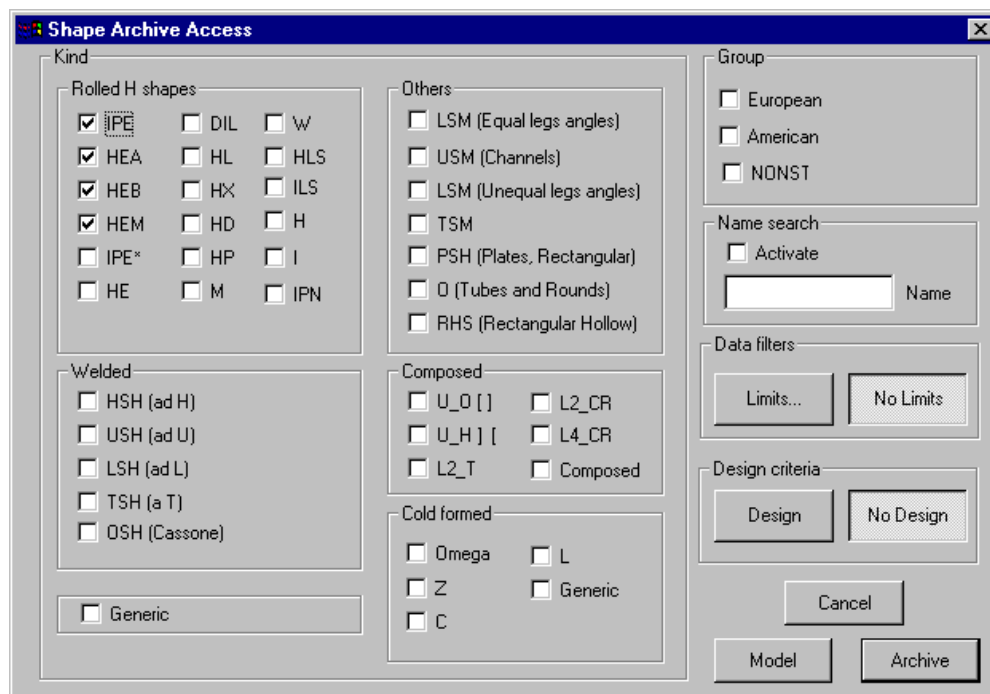 Shape Archive Access
Kind
Rolled H shapes
IPE DIL W
HEA HL HLS
HEB HX ILS
HEM HD H
IPE* HP I
HE M IPN
Others
LSM (Equal legs angles)
USM (Channels)
LSM (Unequal legs angles)
TSM
PSH (Plates, Rectangular)
O (Tubes and Rounds)
RHS (Rectangular Hollow)
Welded
HSH (ad H)
USH (ad U)
LSH (ad L)
TSH (a T)
OSH (Cassone)
Generic
Composed
U_O [ ] L2_CR
U_H ] [ L4_CR
L2_T Composed
Cold formed
Omega L
Z Generic
C
Group
European
American
NONST
Name search
Activate
Name
Data filters
Limits... No Limits
Design criteria
Design No Design
Cancel
Model Archive